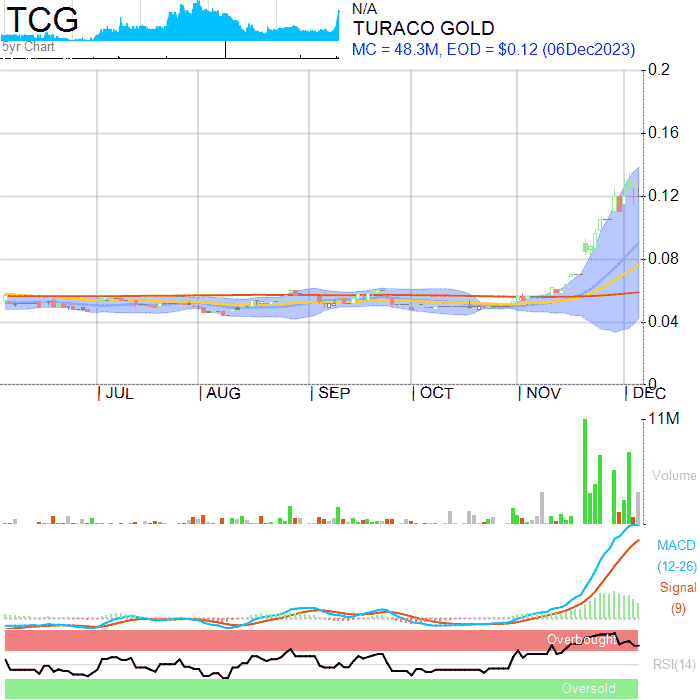 TCG
N/A
TURACO GOLD
5yr Chart
MC = 48.3M, EOD = $0.12 (06Dec2023)
0.2
0.16
0.12
0.08
0.04
0
JUL AUG SEP OCT NOV DEC
11M
Volume
MACD
(12-26)
Signal
(9)
Overbought
RSI(14)
Oversold